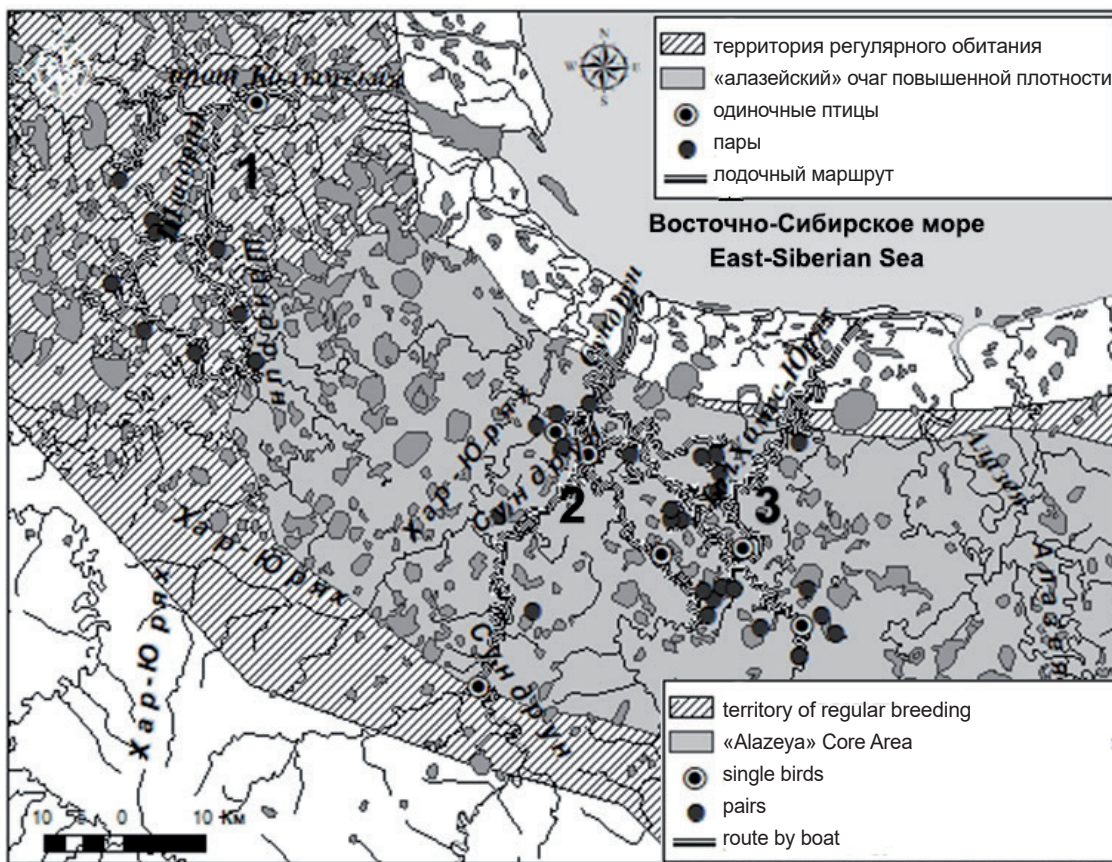 территория регулярного обитания
«алазейский» очаг повышенной плотности
одиночные птицы
пары
лодочный маршрут
W E
S
Восточно-Сибирское море
East-Siberian Sea
1
Шандрин
Сундрун
Хар-Юрях
Сундрун
2
3
Хар-Юрях
Хар-Юрях
Сундрун
Алазея
territory of regular breeding
«Alazeya» Core Area
single birds
pairs
route by boat
10 0 10 Км